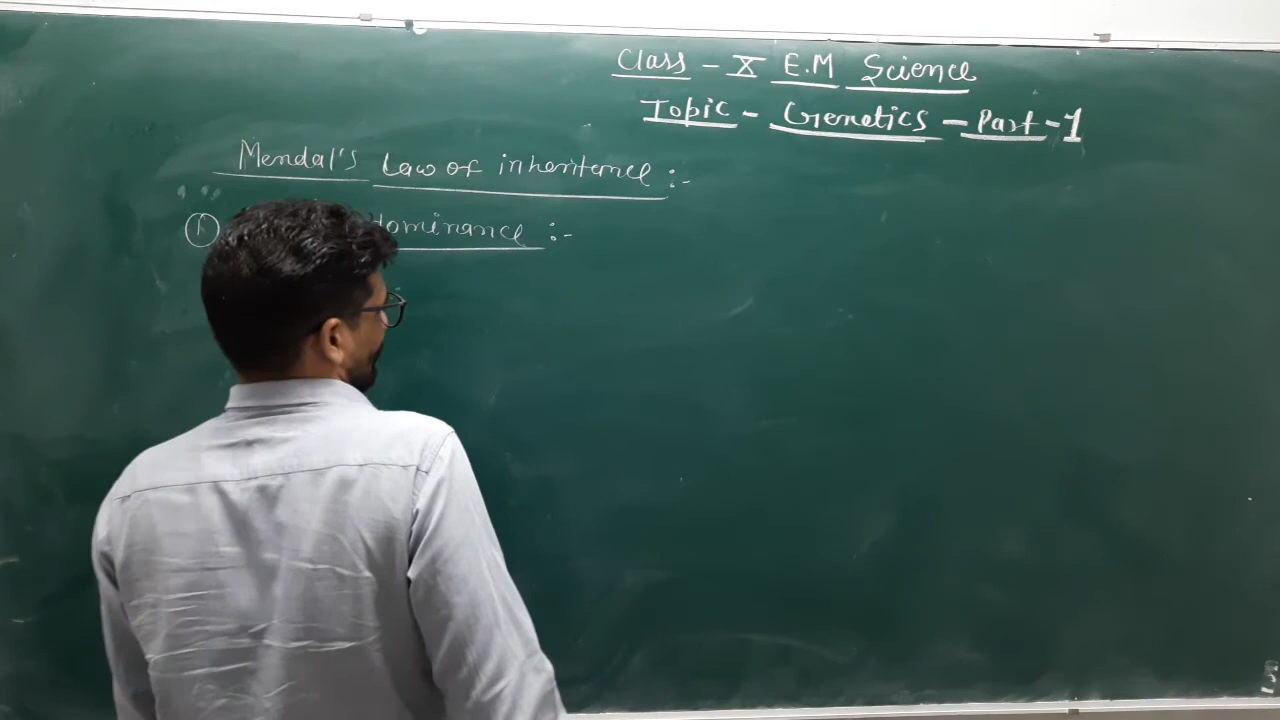 Class - X E.M Science
Topic - Genetics - Part-1
Mendal's Law of inheritence :-
① dominance :-